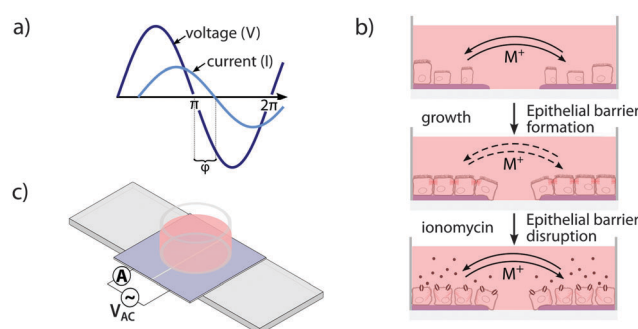 a)
voltage (V)
current (I)
π
2π
φ
b)
M⁺
growth
Epithelial barrier
formation
M⁺
ionomycin
Epithelial barrier
disruption
M⁺
c)
A
~
V_AC